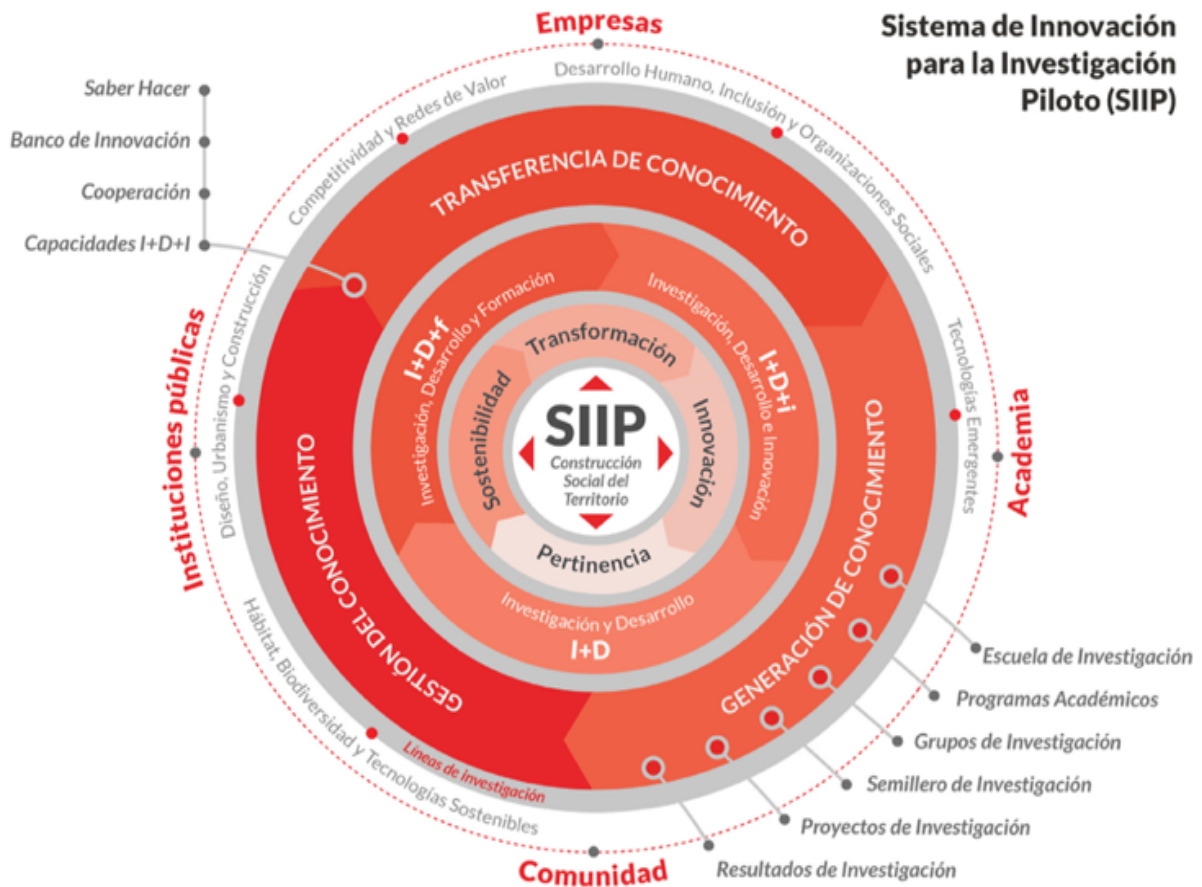 Sistema de Innovación
para la Investigación
Piloto (SIIP)
Empresas
Competitividad y Redes de Valor
Desarrollo Humano, Inclusión y Organizaciones Sociales
Saber Hacer
Banco de Innovación
Cooperación
Capacidades I+D+I
TRANSFERENCIA DE CONOCIMIENTO
Instituciones públicas
Diseño, Urbanismo y Construcción
Tecnologías Emergentes
Academia
I+D+f
Investigación, Desarrollo y Formación
Investigación, Desarrollo e Innovación
I+D+i
Transformación
Sostenibilidad
Innovación
Pertinencia
SIIP
Construcción
Social del
Territorio
Investigación y Desarrollo
I+D
GESTIÓN DEL CONOCIMIENTO
GENERACIÓN DE CONOCIMIENTO
Líneas de investigación
Hábitat, Biodiversidad y Tecnologías Sostenibles
Escuela de Investigación
Programas Académicos
Grupos de Investigación
Semillero de Investigación
Proyectos de Investigación
Resultados de Investigación
Comunidad